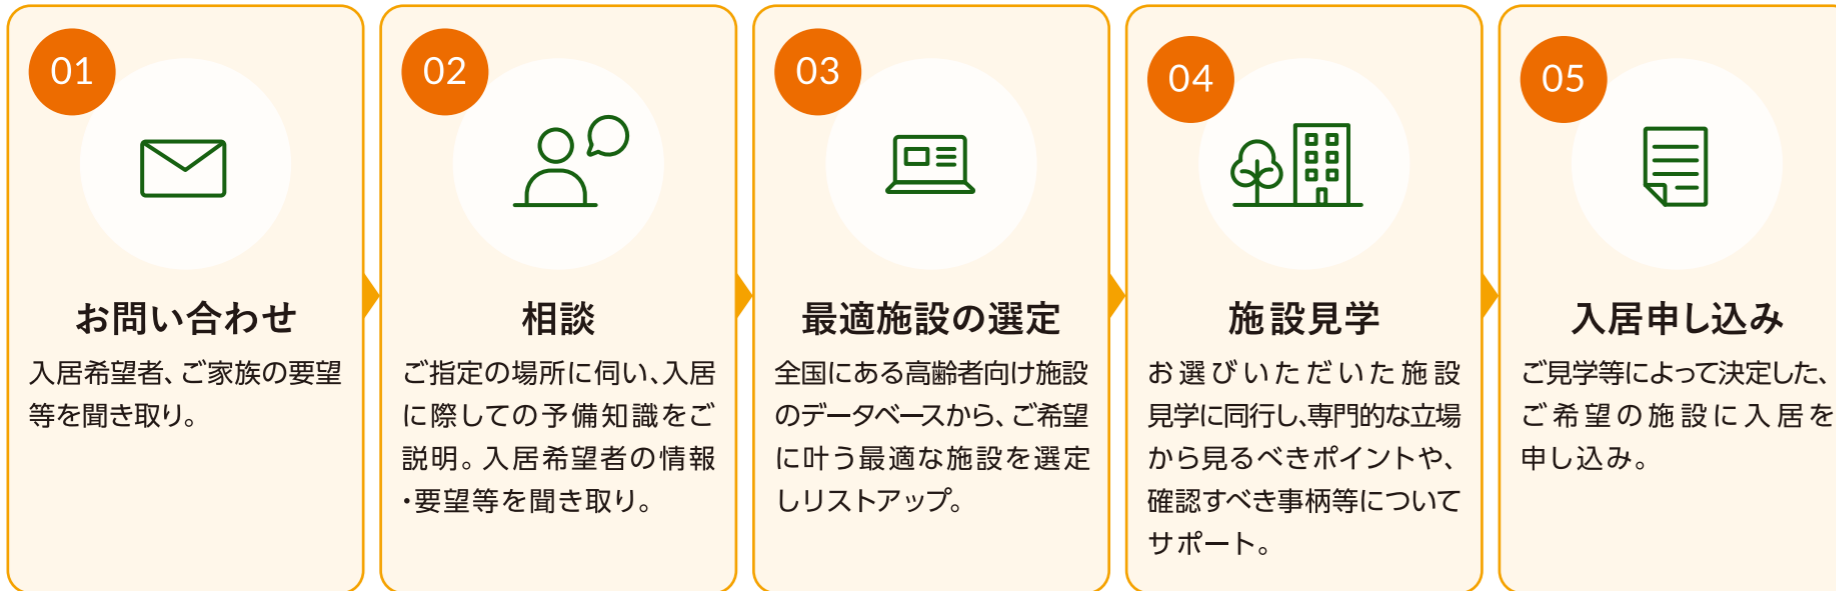 01
お問い合わせ
入居希望者、ご家族の要望
等を聞き取り。
02
相談
ご指定の場所に伺い、入居
に際しての予備知識をご
説明。入居希望者の情報
・要望等を聞き取り。
03
最適施設の選定
全国にある高齢者向け施設
のデータベースから、ご希望
に叶う最適な施設を選定
しリストアップ。
04
施設見学
お選びいただいた施設
見学に同行し、専門的な立場
から見るべきポイントや、
確認すべき事柄等について
サポート。
05
入居申し込み
ご見学等によって決定した、
ご希望の施設に入居を
申し込み。